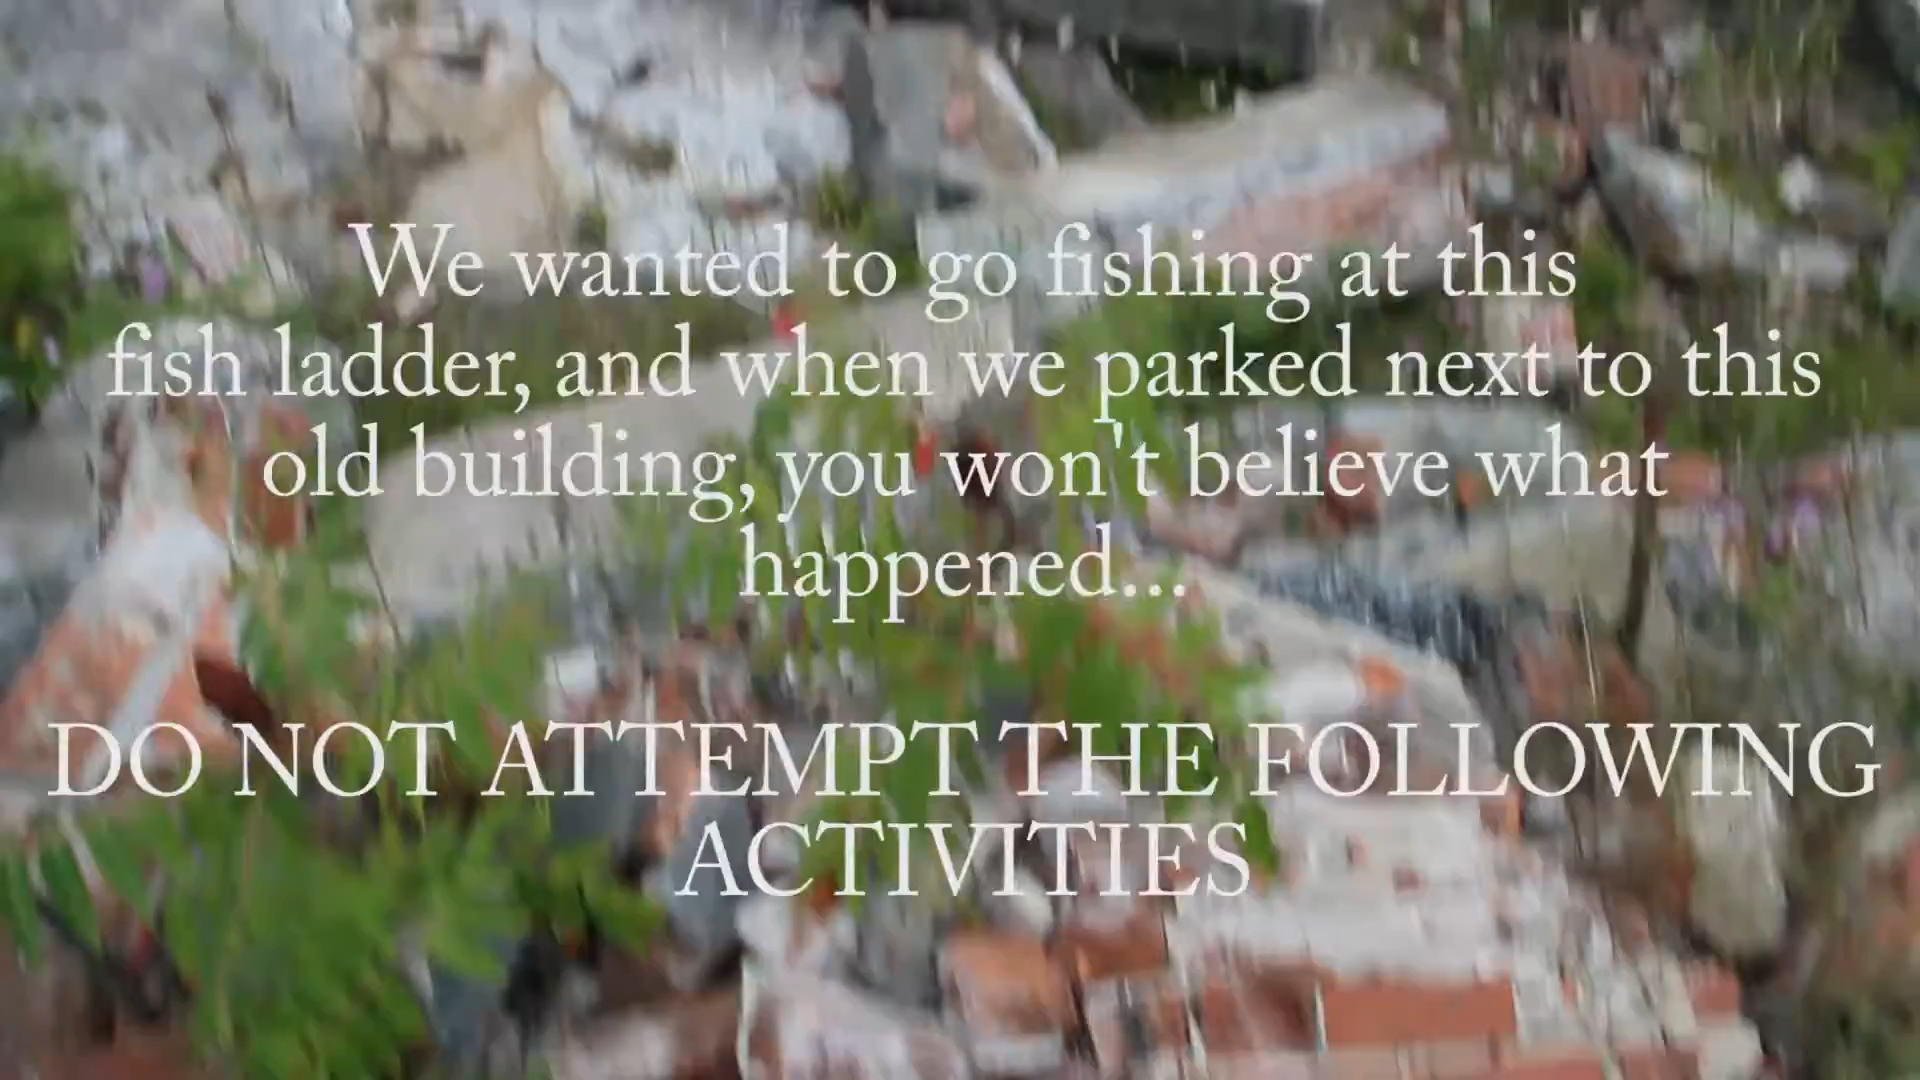 We wanted to go fishing at this
fish ladder, and when we parked next to this
old building, you won't believe what
happened...
DO NOT ATTEMPT THE FOLLOWING
ACTIVITIES